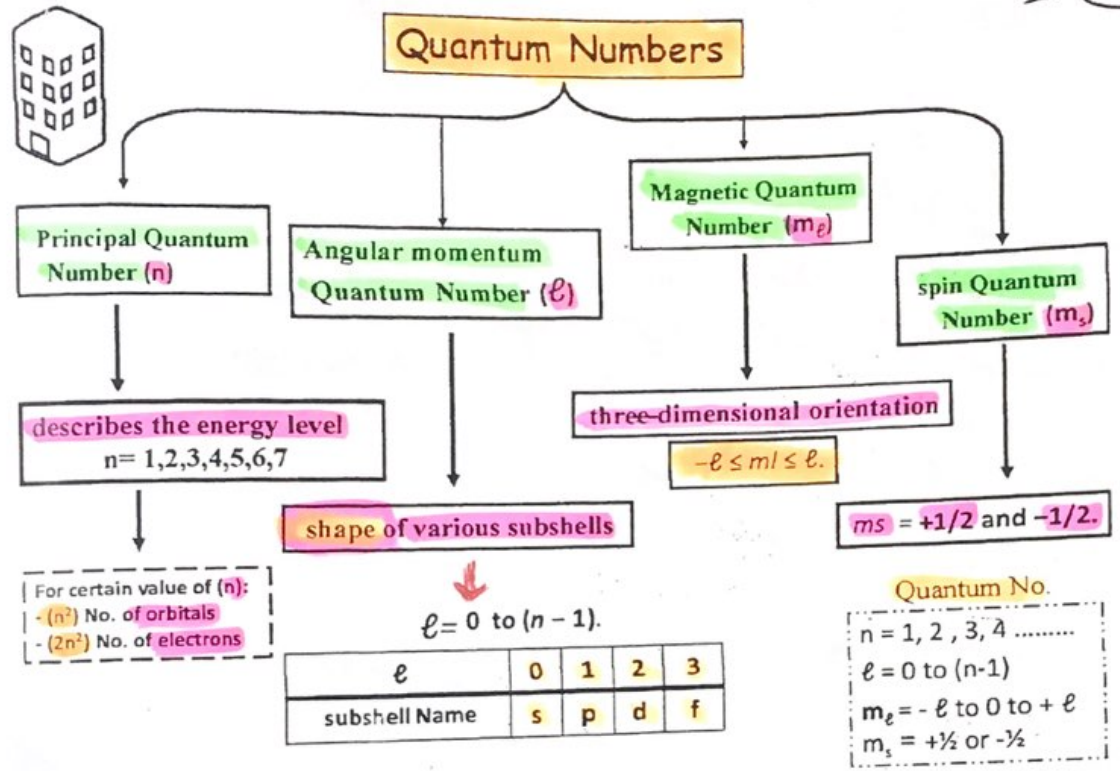 Quantum Numbers
Principal Quantum
Number (n)
describes the energy level
n= 1,2,3,4,5,6,7
For certain value of (n):
- (n²) No. of orbitals
- (2n²) No. of electrons
Angular momentum
Quantum Number (ℓ)
shape of various subshells
ℓ= 0 to (n – 1).
ℓ 0 1 2 3
subshell Name s p d f
Magnetic Quantum
Number (mℓ)
three-dimensional orientation
-ℓ ≤ ml ≤ ℓ.
spin Quantum
Number (mₛ)
ms = +1/2 and –1/2.
Quantum No.
n = 1, 2 , 3, 4 .........
ℓ = 0 to (n-1)
mℓ = - ℓ to 0 to + ℓ
mₛ = +½ or -½